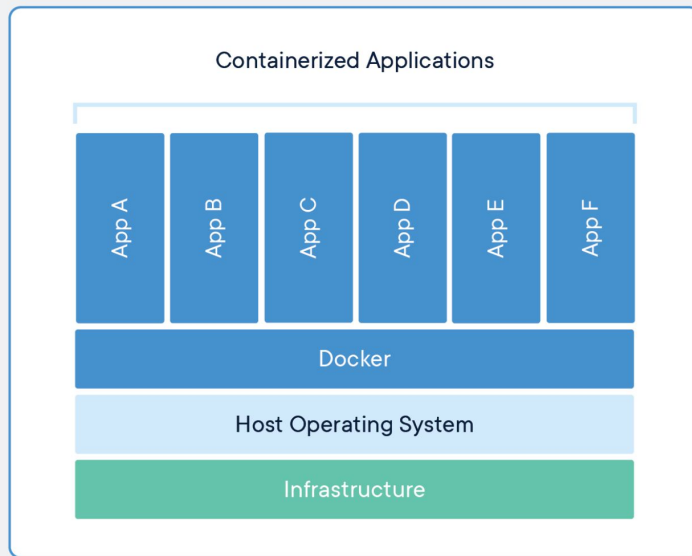 Containerized Applications
App A
App B
App C
App D
App E
App F
Docker
Host Operating System
Infrastructure